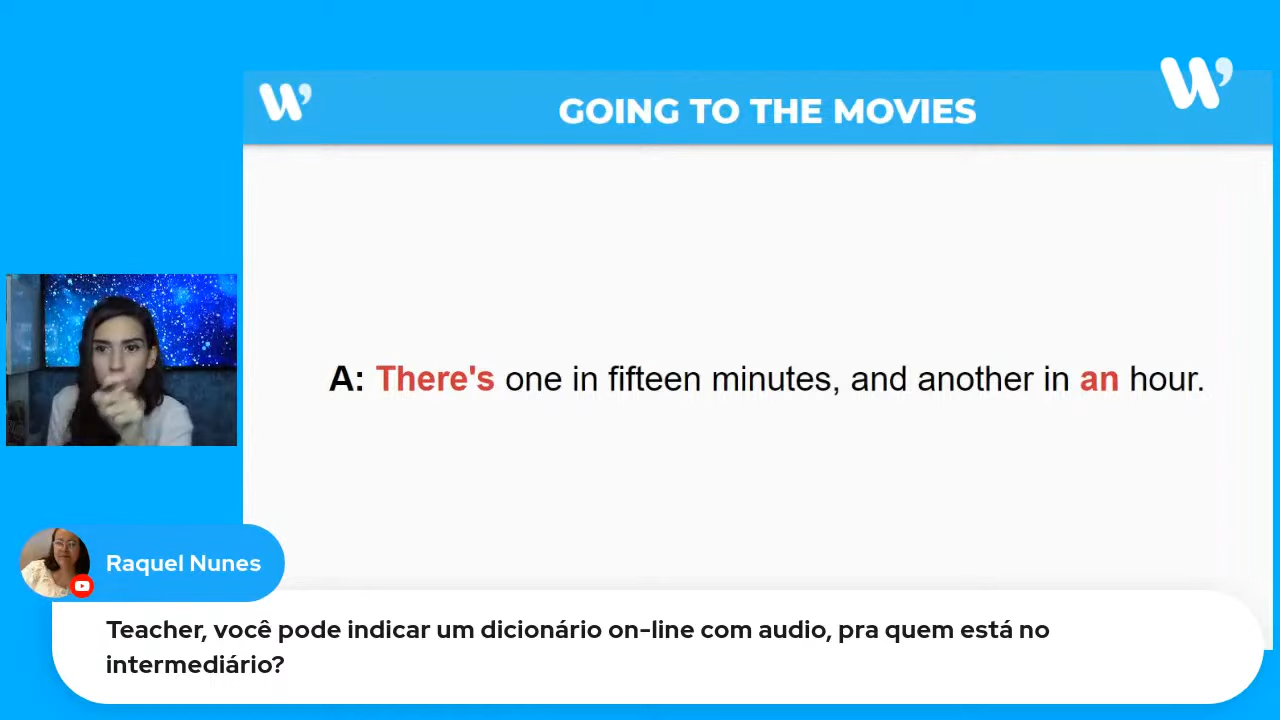 W'
W'
GOING TO THE MOVIES
A: There's one in fifteen minutes, and another in an hour.
Raquel Nunes
Teacher, você pode indicar um dicionário on-line com audio, pra quem está no
intermediário?